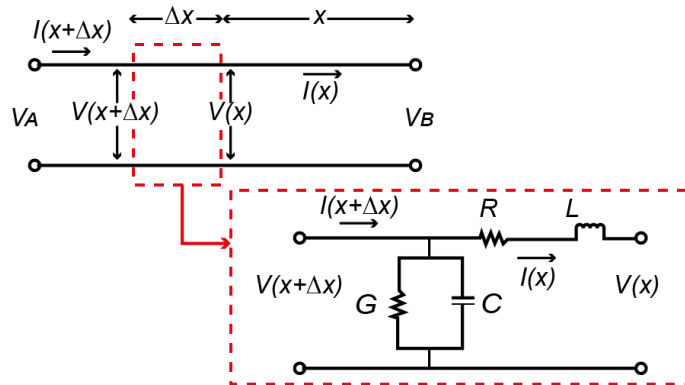 Δx x
I(x+Δx)
I(x)
VA V(x+Δx) V(x) VB
I(x+Δx) R L
I(x)
V(x+Δx) G C V(x)